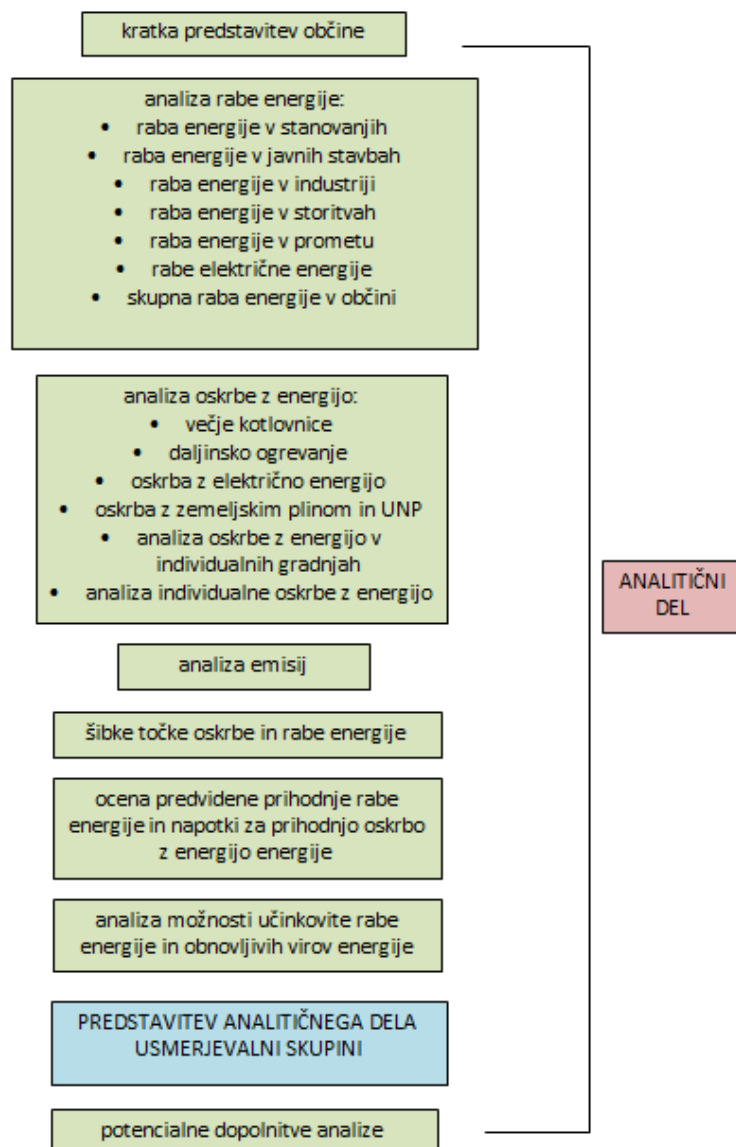 kratka predstavitev občine
analiza rabe energije:
• raba energije v stanovanjih
• raba energije v javnih stavbah
• raba energije v industriji
• raba energije v storitvah
• raba energije v prometu
• rabe električne energije
• skupna raba energije v občini
analiza oskrbe z energijo:
• večje kotlovnice
• daljinsko ogrevanje
• oskrba z električno energijo
• oskrba z zemeljskim plinom in UNP
• analiza oskrbe z energijo v
individualnih gradnjah
• analiza individualne oskrbe z energijo
analiza emisij
šibke točke oskrbe in rabe energije
ocena predvidene prihodnje rabe
energije in napotki za prihodnjo oskrbo
z energijo energije
analiza možnosti učinkovite rabe
energije in obnovljivih virov energije
PREDSTAVITEV ANALITIČNEGA DELA
USMERJEVALNI SKUPINI
potencialne dopolnitve analize
ANALITIČNI
DEL